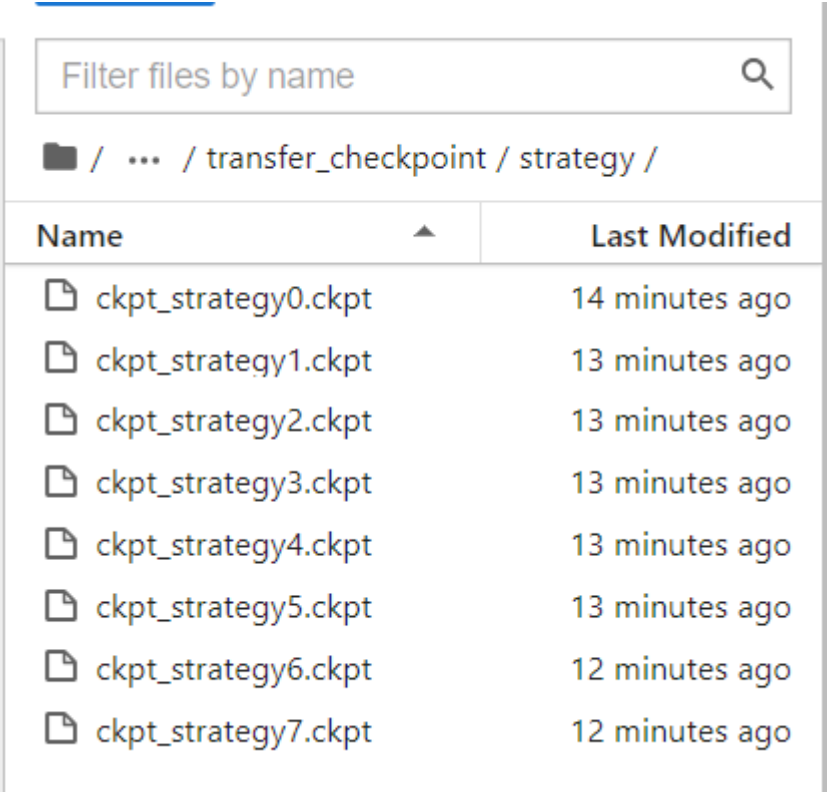 Filter files by name
/ ··· / transfer_checkpoint / strategy /
Name Last Modified
ckpt_strategy0.ckpt 14 minutes ago
ckpt_strategy1.ckpt 13 minutes ago
ckpt_strategy2.ckpt 13 minutes ago
ckpt_strategy3.ckpt 13 minutes ago
ckpt_strategy4.ckpt 13 minutes ago
ckpt_strategy5.ckpt 13 minutes ago
ckpt_strategy6.ckpt 12 minutes ago
ckpt_strategy7.ckpt 12 minutes ago